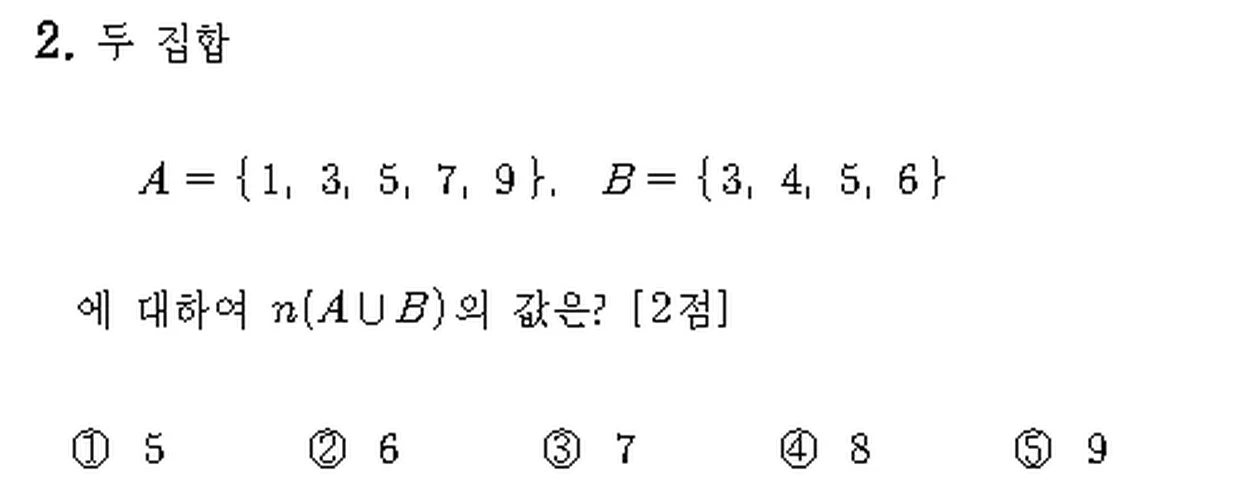 2. 두 집합
A = { 1, 3, 5, 7, 9 }, B = { 3, 4, 5, 6 }
에 대하여 n(A∪B)의 값은? [2점]
① 5 ② 6 ③ 7 ④ 8 ⑤ 9